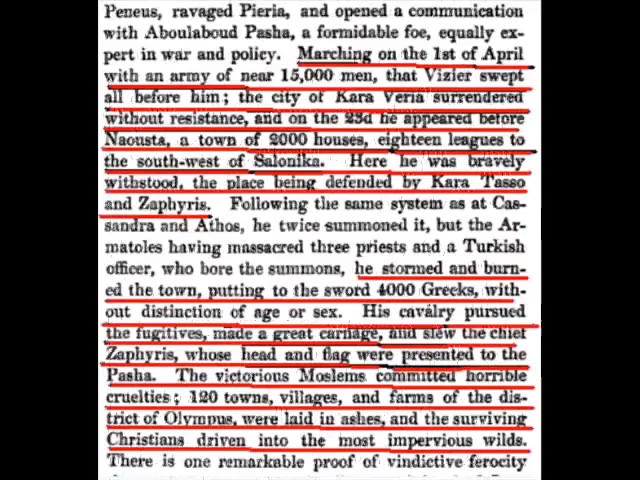 Peneus, ravaged Pieria, and opened a communication
with Aboulaboud Pasha, a formidable foe, equally ex-
pert in war and policy. Marching on the 1st of April
with an army of near 15,000 men, that Vizier swept
all before him; the city of Kara Veria surrendered
without resistance, and on the 23d he appeared before
Naousta, a town of 2000 houses, eighteen leagues to
the south-west of Salonika. Here he was bravely
withstood, the place being defended by Kara Tasso
and Zaphyris. Following the same system as at Cas-
sandra and Athos, he twice summoned it, but the Ar-
matoles having massacred three priests and a Turkish
officer, who bore the summons, he stormed and burn-
ed the town, putting to the sword 4000 Greeks, with-
out distinction of age or sex. His cavalry pursued
the fugitives, made a great carnage, and slew the chief
Zaphyris, whose head and flag were presented to the
Pasha. The victorious Moslems committed horrible
cruelties; 120 towns, villages, and farms of the dis-
trict of Olympus, were laid in ashes, and the surviving
Christians driven into the most impervious wilds.
There is one remarkable proof of vindictive ferocity